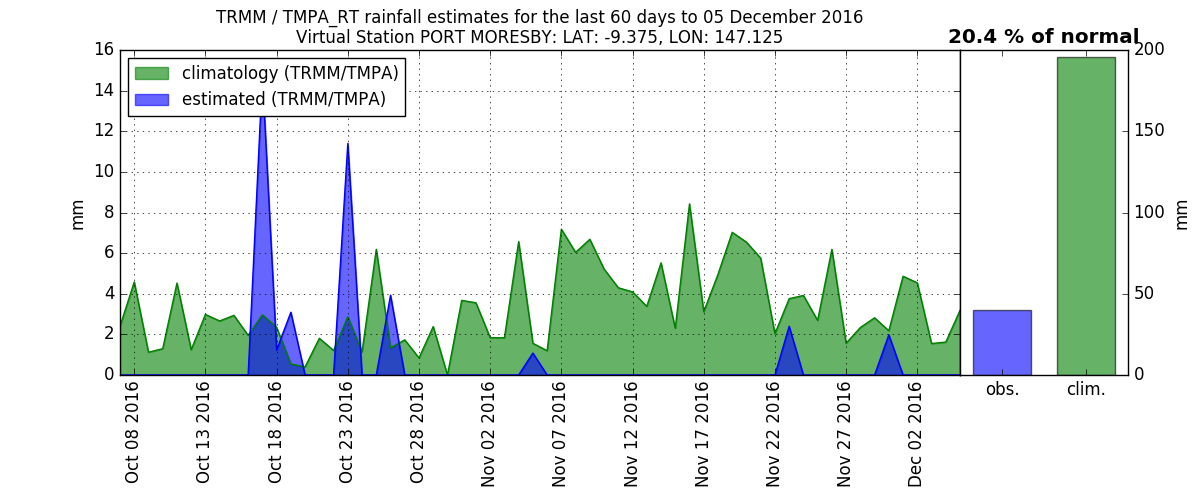 TRMM / TMPA_RT rainfall estimates for the last 60 days to 05 December 2016
Virtual Station PORT MORESBY: LAT: -9.375, LON: 147.125
20.4 % of normal
climatology (TRMM/TMPA)
estimated (TRMM/TMPA)
mm
16
14
12
10
8
6
4
2
0
Oct 08 2016
Oct 13 2016
Oct 18 2016
Oct 23 2016
Oct 28 2016
Nov 02 2016
Nov 07 2016
Nov 12 2016
Nov 17 2016
Nov 22 2016
Nov 27 2016
Dec 02 2016
200
150
100
50
0
mm
obs.
clim.